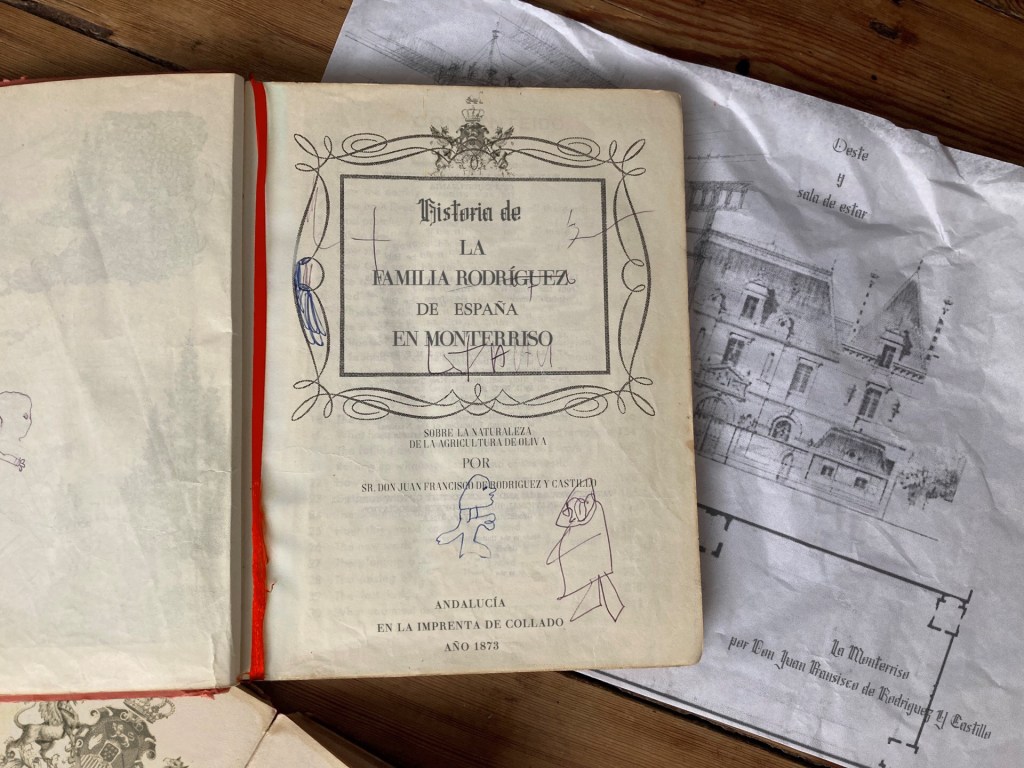 Historia de
LA
FAMILIA RODRÍGUEZ
DE ESPAÑA
EN MONTERRISO
SOBRE LA NATURALEZA
DE LA AGRICULTURA DE OLIVA
POR
SR. DON JUAN FRANCISCO DE RODRIGUEZ Y CASTILLO
ANDALUCÍA
EN LA IMPRENTA DE COLLADO
AÑO 1873
Oeste
y
sala de estar
La Monterriso
por Don Juan Fransisco de Rodriguez Y Castillo